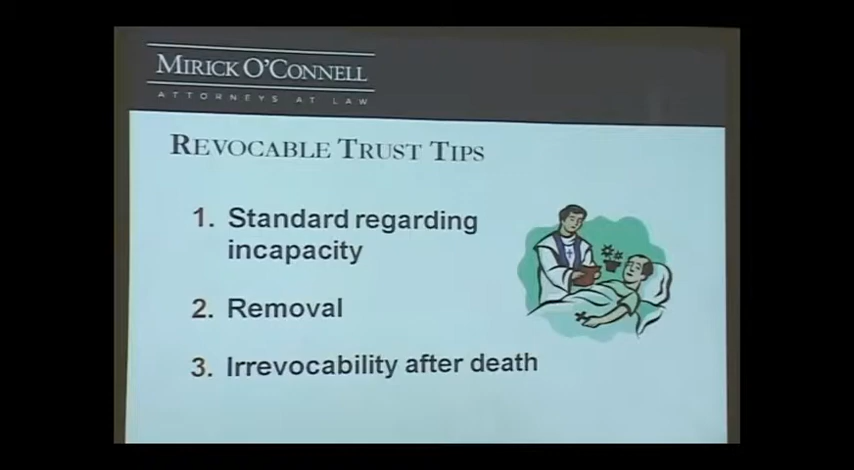 MIRICK O'CONNELL
ATTORNEYS AT LAW
REVOCABLE TRUST TIPS
1. Standard regarding
incapacity
2. Removal
3. Irrevocability after death